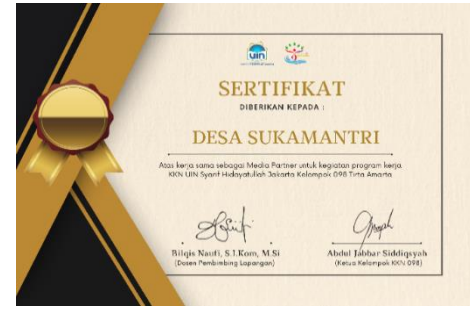 uin
SERTIFIKAT
DIBERIKAN KEPADA :
DESA SUKAMANTRI
Atas kerja sama sebagai Media Partner untuk kegiatan program kerja
KKN UIN Syarif Hidayatullah Jakarta Kelompok 098 Tirta Amarta
Bilqis Naufi, S.I.Kom, M.Si
(Dosen Pembimbing Lapangan)
Abdul Jabbar Siddiqsyah
(Ketua Kelompok KKN 098)